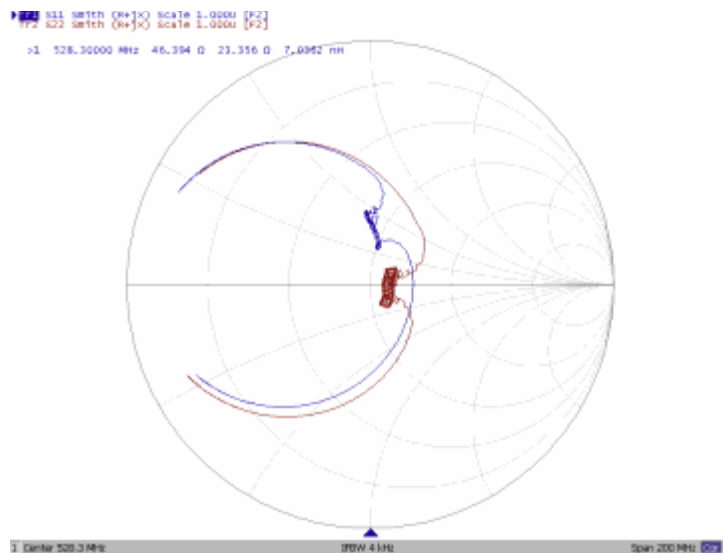 Tr1 S11 Smith (R+jX) Scale 1.000U [F2]
Tr2 S22 Smith (R+jX) Scale 1.000U [F2]
>1 528.30000 MHz 46.394 Ω 23.356 Ω 7.0362 nH
1 Center 528.3 MHz IFBW 4 kHz Span 200 MHz Cor